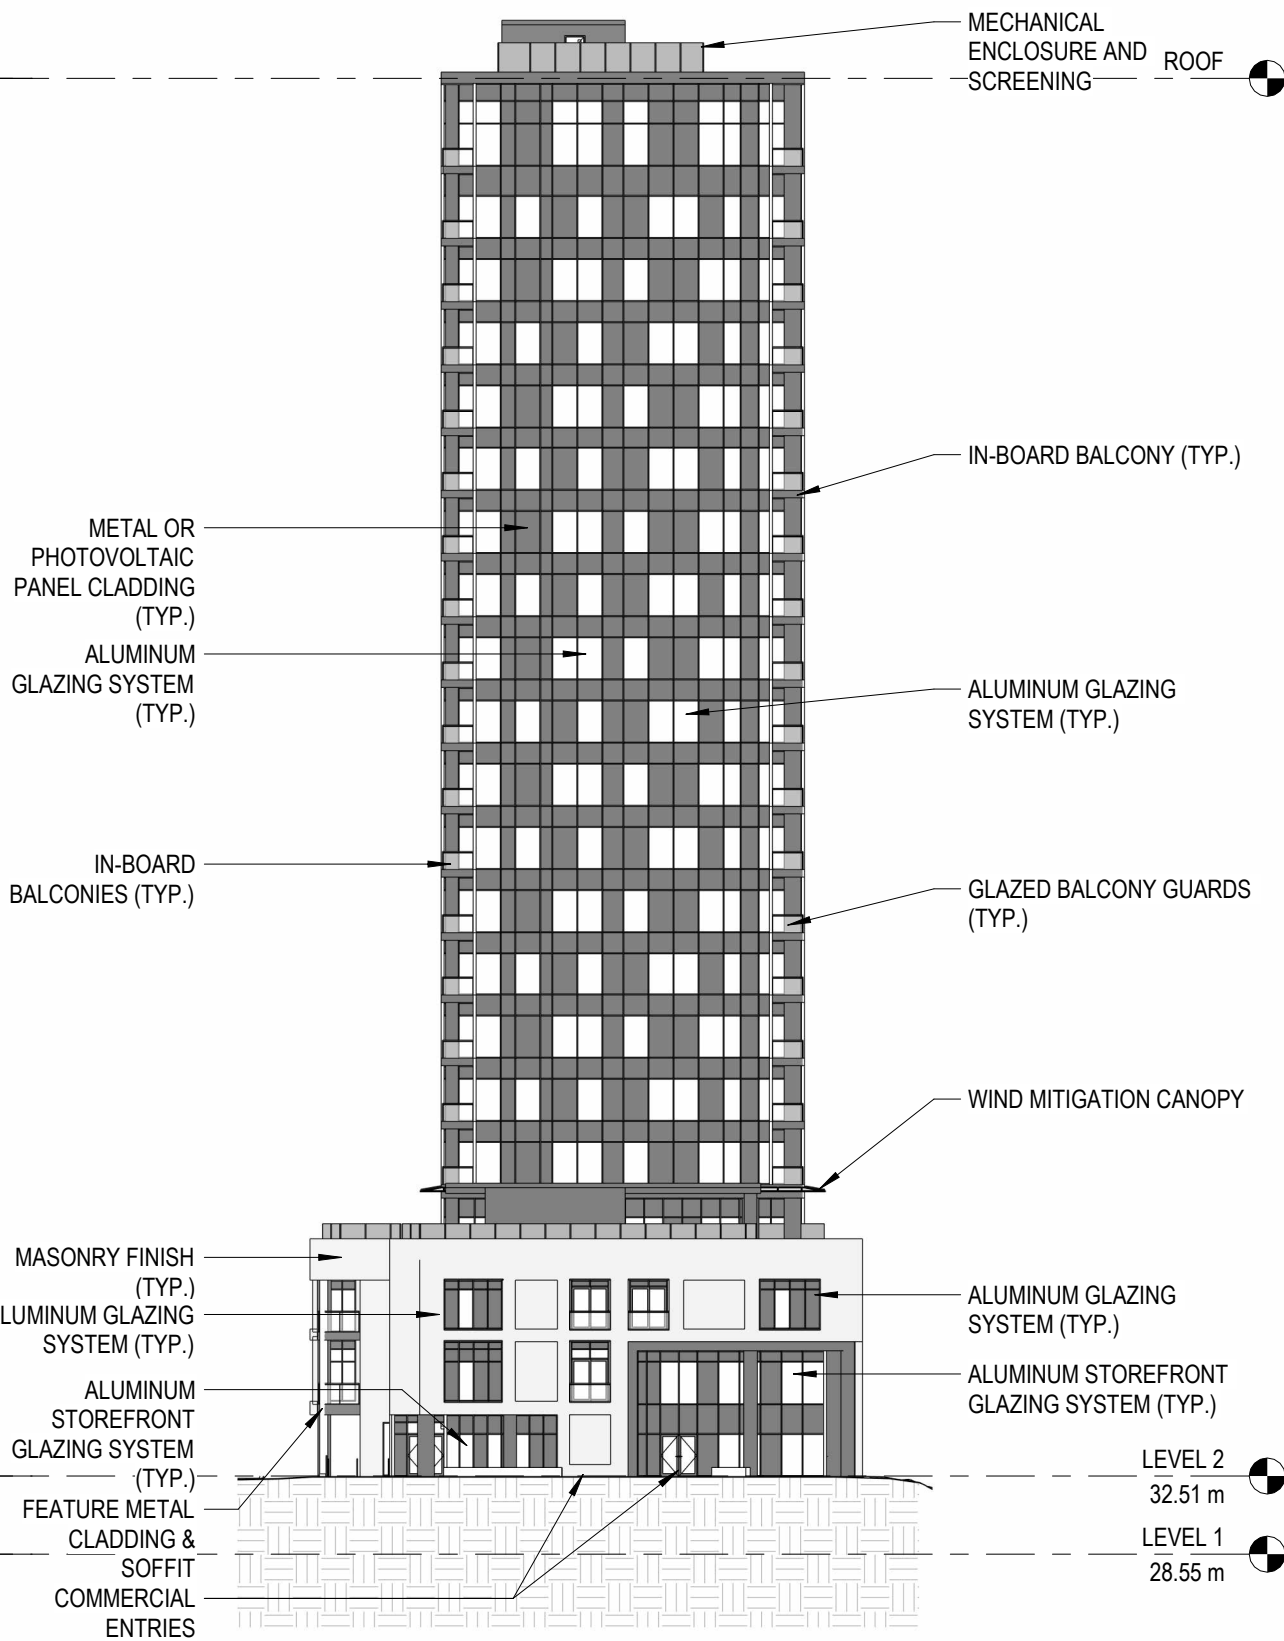 MECHANICAL
ENCLOSURE AND
SCREENING
ROOF
IN-BOARD BALCONY (TYP.)
METAL OR
PHOTOVOLTAIC
PANEL CLADDING
(TYP.)
ALUMINUM
GLAZING SYSTEM
(TYP.)
ALUMINUM GLAZING
SYSTEM (TYP.)
IN-BOARD
BALCONIES (TYP.)
GLAZED BALCONY GUARDS
(TYP.)
WIND MITIGATION CANOPY
MASONRY FINISH
(TYP.)
LUMINUM GLAZING
SYSTEM (TYP.)
ALUMINUM GLAZING
SYSTEM (TYP.)
ALUMINUM
STOREFRONT
GLAZING SYSTEM
(TYP.)
ALUMINUM STOREFRONT
GLAZING SYSTEM (TYP.)
LEVEL 2
32.51 m
FEATURE METAL
CLADDING &
SOFFIT
LEVEL 1
28.55 m
COMMERCIAL
ENTRIES